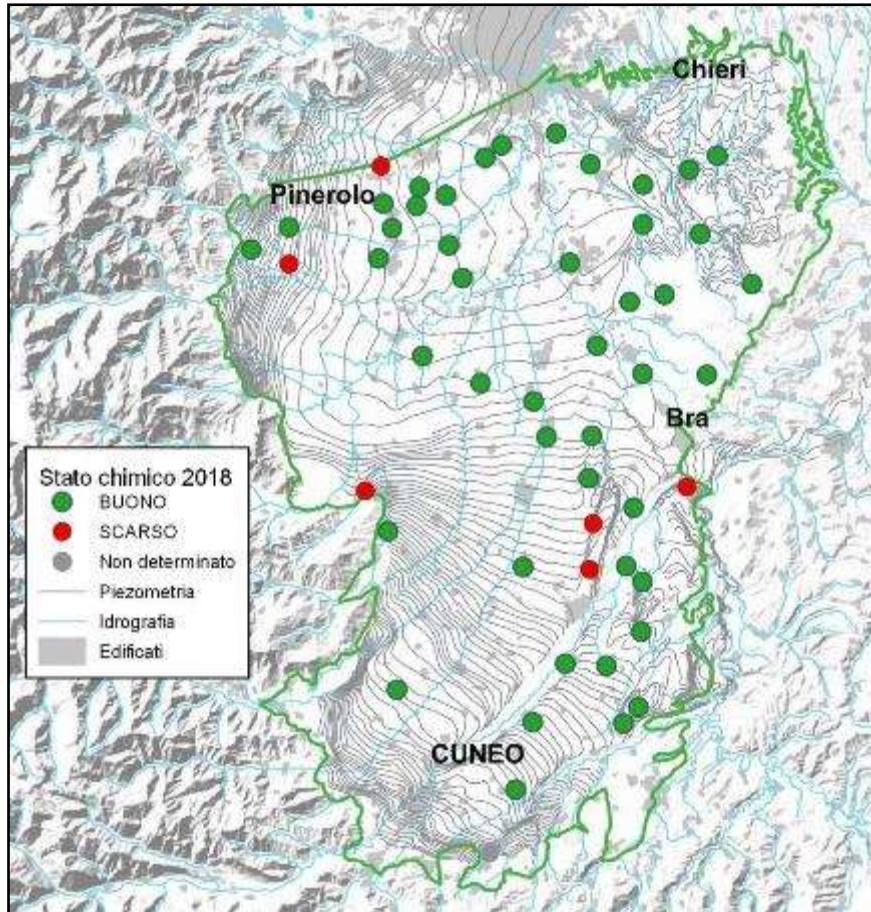 Chieri
Pinerolo
Bra
Stato chimico 2018
BUONO
SCARSO
Non determinato
Piezometria
Idrografia
Edificati
CUNEO